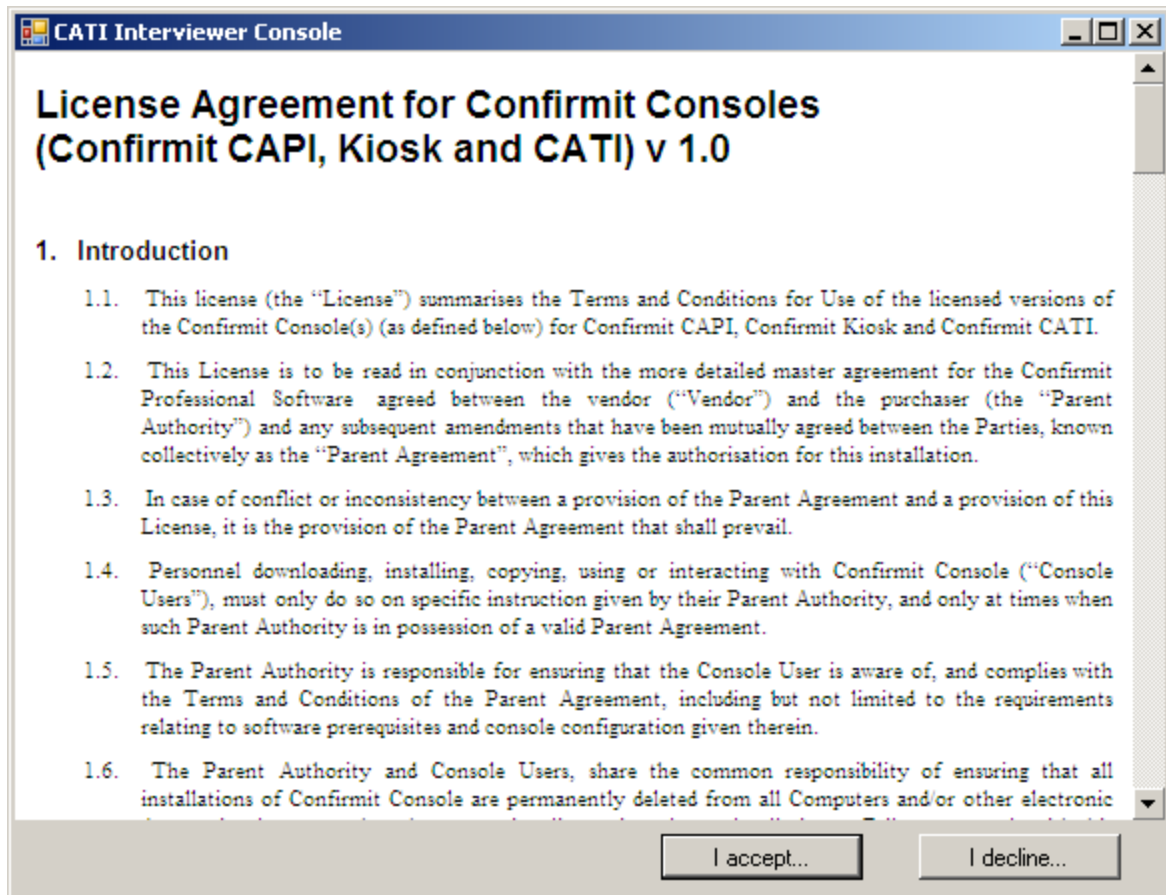 CATI Interviewer Console
License Agreement for Confirmit Consoles
(Confirmit CAPI, Kiosk and CATI) v 1.0
1. Introduction
1.1. This license (the “License”) summarises the Terms and Conditions for Use of the licensed versions of
the Confirmit Console(s) (as defined below) for Confirmit CAPI, Confirmit Kiosk and Confirmit CATI.
1.2. This License is to be read in conjunction with the more detailed master agreement for the Confirmit
Professional Software agreed between the vendor (“Vendor”) and the purchaser (the “Parent
Authority”) and any subsequent amendments that have been mutually agreed between the Parties, known
collectively as the “Parent Agreement”, which gives the authorisation for this installation.
1.3. In case of conflict or inconsistency between a provision of the Parent Agreement and a provision of this
License, it is the provision of the Parent Agreement that shall prevail.
1.4. Personnel downloading, installing, copying, using or interacting with Confirmit Console (“Console
Users”), must only do so on specific instruction given by their Parent Authority, and only at times when
such Parent Authority is in possession of a valid Parent Agreement.
1.5. The Parent Authority is responsible for ensuring that the Console User is aware of, and complies with
the Terms and Conditions of the Parent Agreement, including but not limited to the requirements
relating to software prerequisites and console configuration given therein.
1.6. The Parent Authority and Console Users, share the common responsibility of ensuring that all
installations of Confirmit Console are permanently deleted from all Computers and/or other electronic
I accept...
I decline...